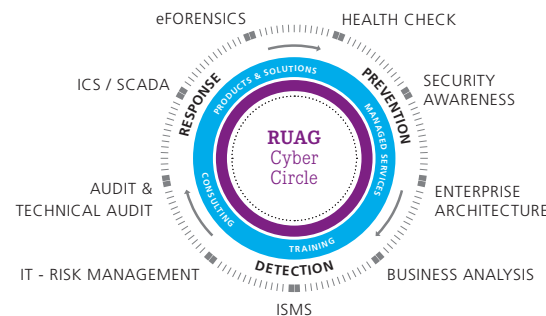 eFORENSICS
HEALTH CHECK
ICS / SCADA
SECURITY
AWARENESS
RESPONSE
PRODUCTS & SOLUTIONS
PREVENTION
MANAGED SERVICES
RUAG
Cyber
Circle
AUDIT &
TECHNICAL AUDIT
CONSULTING
ENTERPRISE
ARCHITECTURE
TRAINING
DETECTION
IT - RISK MANAGEMENT
BUSINESS ANALYSIS
ISMS